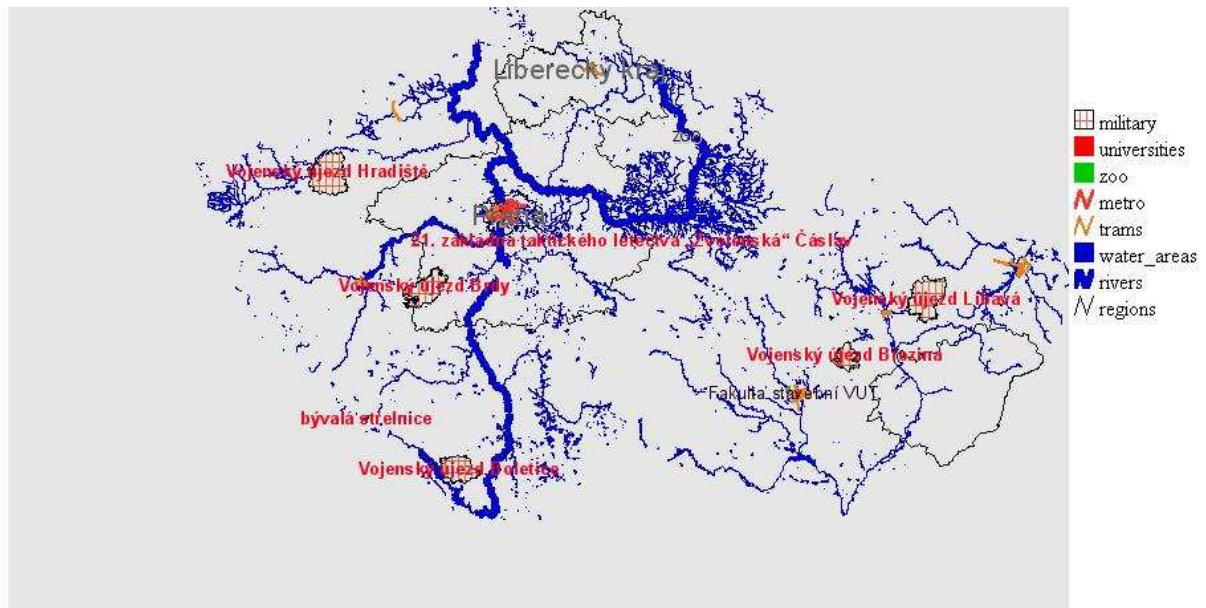 Liberecký kraj
zoo
Vojenský újezd Hradiště
Praha
21. základna taktického letectva „Zvolenská“ Čáslav
Vojenský újezd Brdy
Vojenský újezd Libavá
Vojenský újezd Březina
Fakulta stavební VUT
bývalá střelnice
Vojenský újezd Boletice
military
universities
zoo
metro
trams
water_areas
rivers
regions